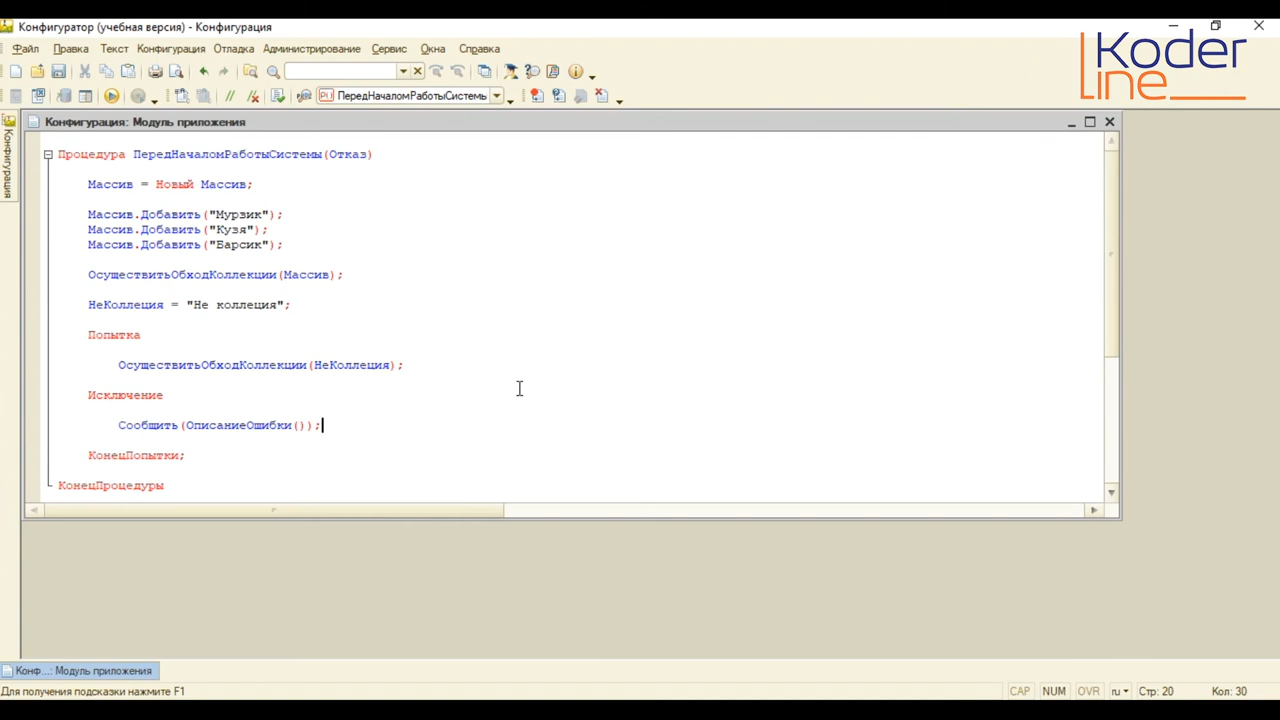 Конфигуратор (учебная версия) - Конфигурация
Koder
line
Файл Правка Текст Конфигурация Отладка Администрирование Сервис Окна Справка
ПередНачаломРаботыСистемы
Конфигурация
Конфигурация: Модуль приложения
Процедура ПередНачаломРаботыСистемы(Отказ)
Массив = Новый Массив;
Массив.Добавить("Мурзик");
Массив.Добавить("Кузя");
Массив.Добавить("Барсик");
ОсуществитьОбходКоллекции(Массив);
НеКоллеция = "Не коллеция";
Попытка
ОсуществитьОбходКоллекции(НеКоллеция);
Исключение
Сообщить(ОписаниеОшибки());
КонецПопытки;
КонецПроцедуры
Конф...: Модуль приложения
Для получения подсказки нажмите F1 CAP NUM OVR ru Стр: 20 Кол: 30